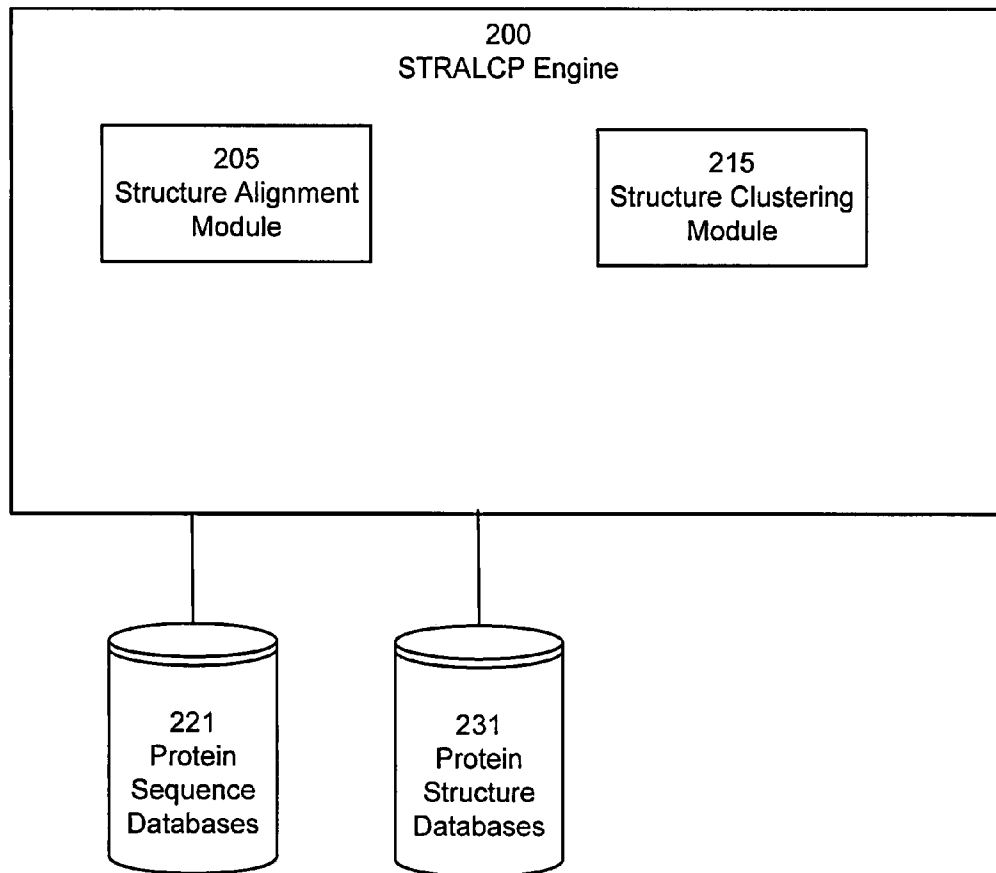 200
STRALCP Engine
205
Structure Alignment
Module
215
Structure Clustering
Module
221
Protein
Sequence
Databases
231
Protein
Structure
Databases